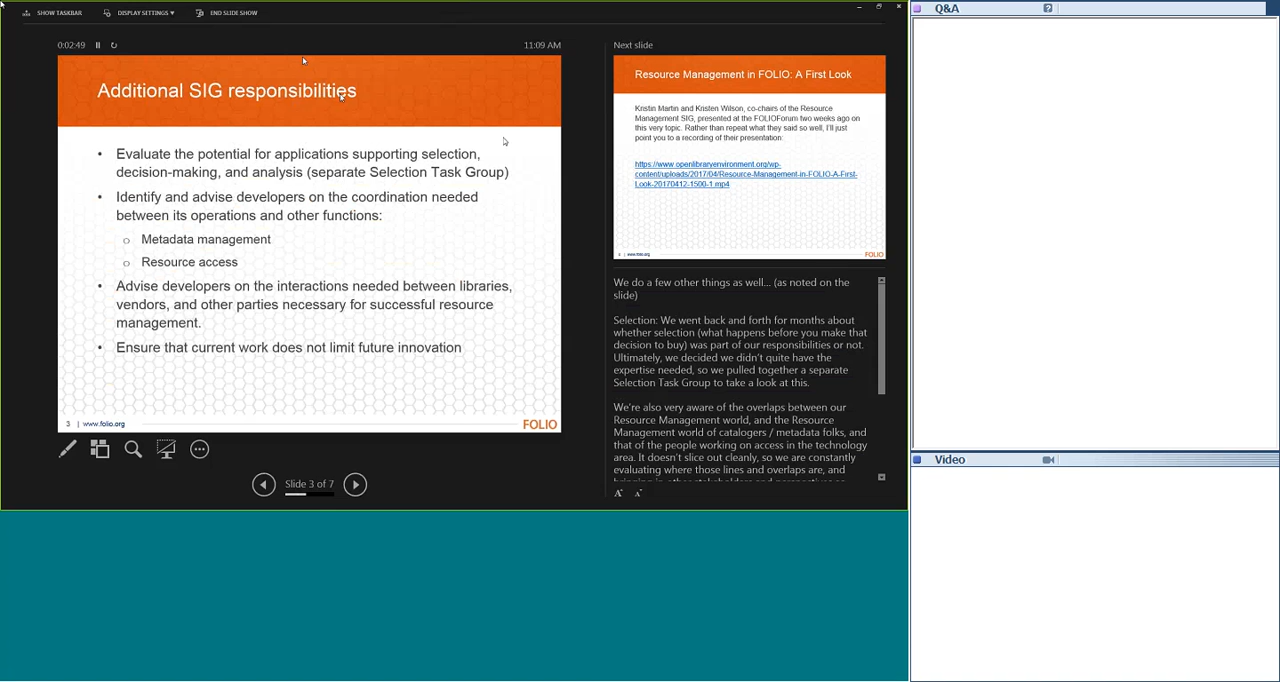 SHOW TASKBAR
DISPLAY SETTINGS ▾
END SLIDE SHOW
0:02:49
11:09 AM
Additional SIG responsibilities
• Evaluate the potential for applications supporting selection,
decision-making, and analysis (separate Selection Task Group)
• Identify and advise developers on the coordination needed
between its operations and other functions:
o Metadata management
o Resource access
• Advise developers on the interactions needed between libraries,
vendors, and other parties necessary for successful resource
management.
• Ensure that current work does not limit future innovation
3 | www.folio.org
FOLIO
Slide 3 of 7
Next slide
Resource Management in FOLIO: A First Look
Kristin Martin and Kristen Wilson, co-chairs of the Resource
Management SIG, presented at the FOLIOForum two weeks ago on
this very topic. Rather than repeat what they said so well, I'll just
point you to a recording of their presentation:
https://www.openlibraryenvironment.org/wp-
content/uploads/2017/04/Resource-Management-in-FOLIO-A-First-
Look-20170412-1500-1.mp4
| www.folio.org
FOLIO
We do a few other things as well... (as noted on the
slide)
Selection: We went back and forth for months about
whether selection (what happens before you make that
decision to buy) was part of our responsibilities or not.
Ultimately, we decided we didn't quite have the
expertise needed, so we pulled together a separate
Selection Task Group to take a look at this.
We're also very aware of the overlaps between our
Resource Management world, and the Resource
Management world of catalogers / metadata folks, and
that of the people working on access in the technology
area. It doesn't slice out cleanly, so we are constantly
evaluating where those lines and overlaps are, and
A A
Q&A
?
Video